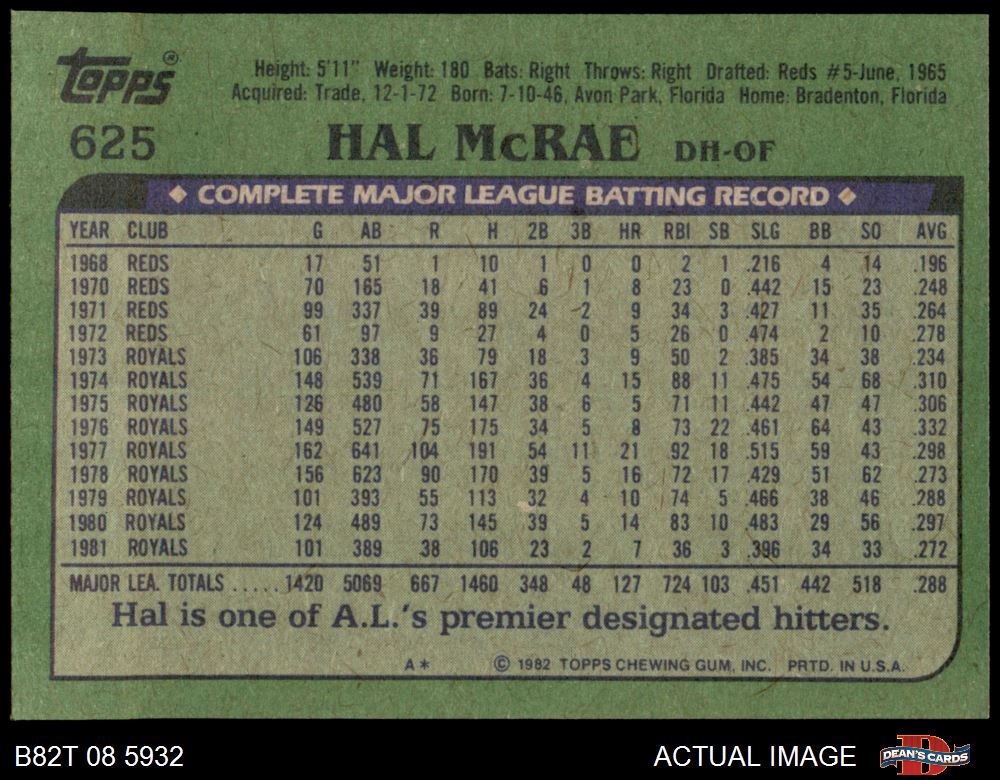 Topps®
Height: 5'11" Weight: 180 Bats: Right Throws: Right Drafted: Reds #5-June, 1965
Acquired: Trade, 12-1-72 Born: 7-10-46, Avon Park, Florida Home: Bradenton, Florida
625 HAL McRAE DH-OF
◆ COMPLETE MAJOR LEAGUE BATTING RECORD ◆
YEAR CLUB G AB R H 2B 3B HR RBI SB SLG BB SO AVG
1968 REDS 17 51 1 10 1 0 0 2 1 .216 4 14 .196
1970 REDS 70 165 18 41 6 1 8 23 0 .442 15 23 .248
1971 REDS 99 337 39 89 24 2 9 34 3 .427 11 35 .264
1972 REDS 61 97 9 27 4 0 5 26 0 .474 2 10 .278
1973 ROYALS 106 338 36 79 18 3 9 50 2 .385 34 38 .234
1974 ROYALS 148 539 71 167 36 4 15 88 11 .475 54 68 .310
1975 ROYALS 126 480 58 147 38 6 5 71 11 .442 47 47 .306
1976 ROYALS 149 527 75 175 34 5 8 73 22 .461 64 43 .332
1977 ROYALS 162 641 104 191 54 11 21 92 18 .515 59 43 .298
1978 ROYALS 156 623 90 170 39 5 16 72 17 .429 51 62 .273
1979 ROYALS 101 393 55 113 32 4 10 74 5 .466 38 46 .288
1980 ROYALS 124 489 73 145 39 5 14 83 10 .483 29 56 .297
1981 ROYALS 101 389 38 106 23 2 7 36 3 .396 34 33 .272
MAJOR LEA. TOTALS ..... 1420 5069 667 1460 348 48 127 724 103 .451 442 518 .288
Hal is one of A.L.'s premier designated hitters.
A* © 1982 TOPPS CHEWING GUM, INC. PRTD. IN U.S.A.
B82T 08 5932 ACTUAL IMAGE DEAN'S CARDS